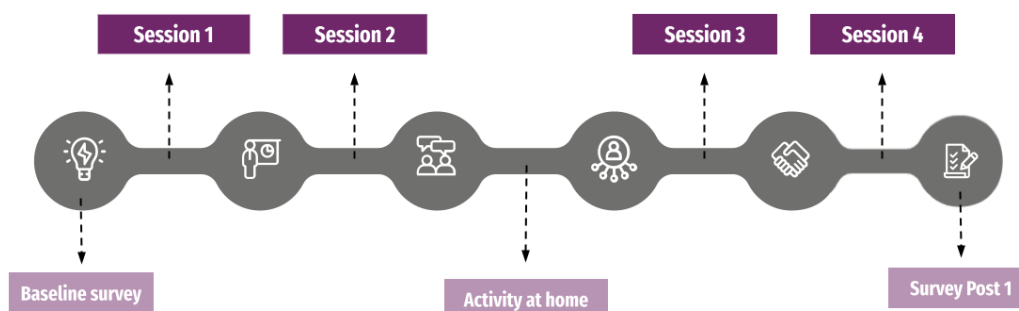 Session 1
Session 2
Session 3
Session 4
Baseline survey
Activity at home
Survey Post 1